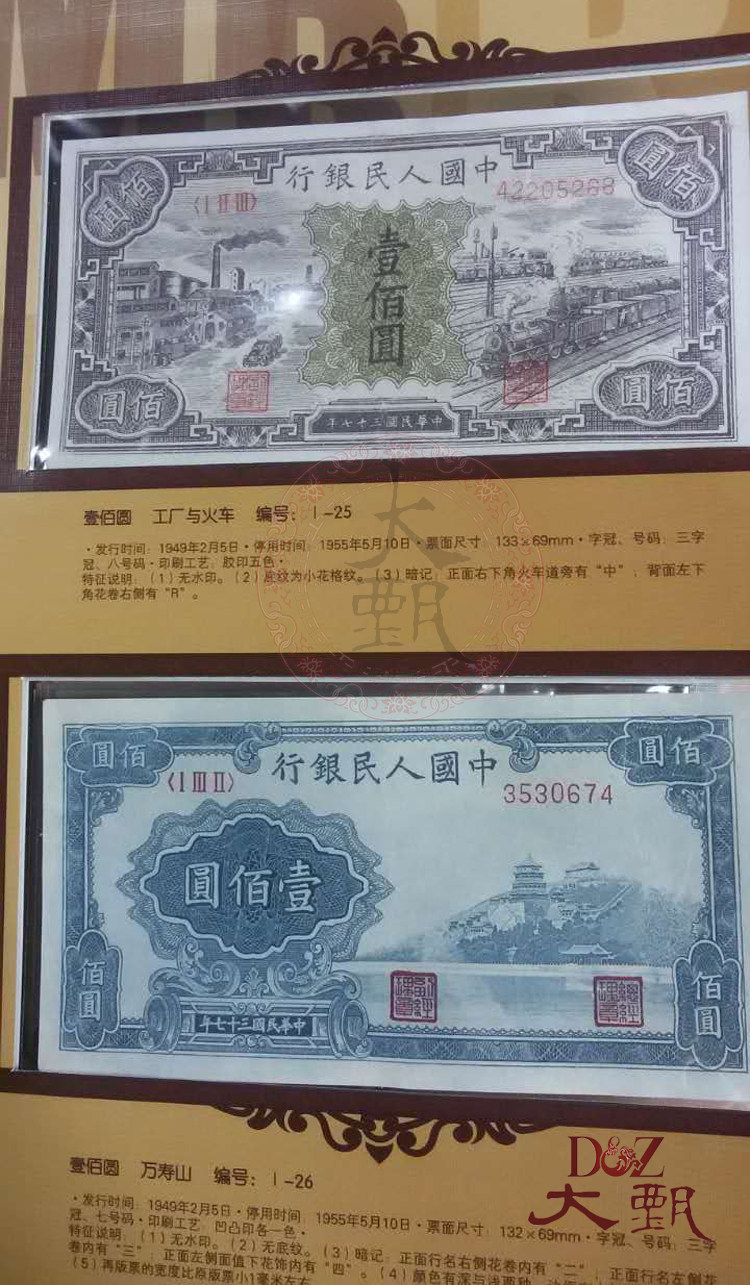 中國人民銀行
〈I II III〉
42205268
佰圓
佰圓
壹佰圓
佰圓
佰圓
中華民國三十七年
壹佰圓 工厂与火车 编号：I-25
·发行时间：1949年2月5日·停用时间：1955年5月10日·票面尺寸：133×69mm·字冠、号码：三字
冠、八号码·印刷工艺：胶印五色·
特征说明：（1）无水印。（2）底纹为小花格纹。（3）暗记：正面右下角火车道旁有“中”；背面左下
角花卷右侧有“R”。
大甄
中國人民銀行
佰圓
佰圓
〈I III II〉
3530674
壹佰圓
佰圓
佰圓
副經理章
總經理章
中華民國三十七年
壹佰圆 万寿山 编号：I-26
·发行时间：1949年2月5日·停用时间：1955年5月10日·票面尺寸：132×69mm·字冠、号码：三字
冠、七号码·印刷工艺：凹凸印各一色·
特征说明：（1）无水印。（2）无底纹。（3）暗记：正面行名右侧花卷内有“二”；正面行名左侧花
卷内有“三”；正面左侧面值下花饰内有“四”。（4）颜色有深与浅两种。
（5）再版票的宽度比原版票小1毫米左右
D&Z
大甄